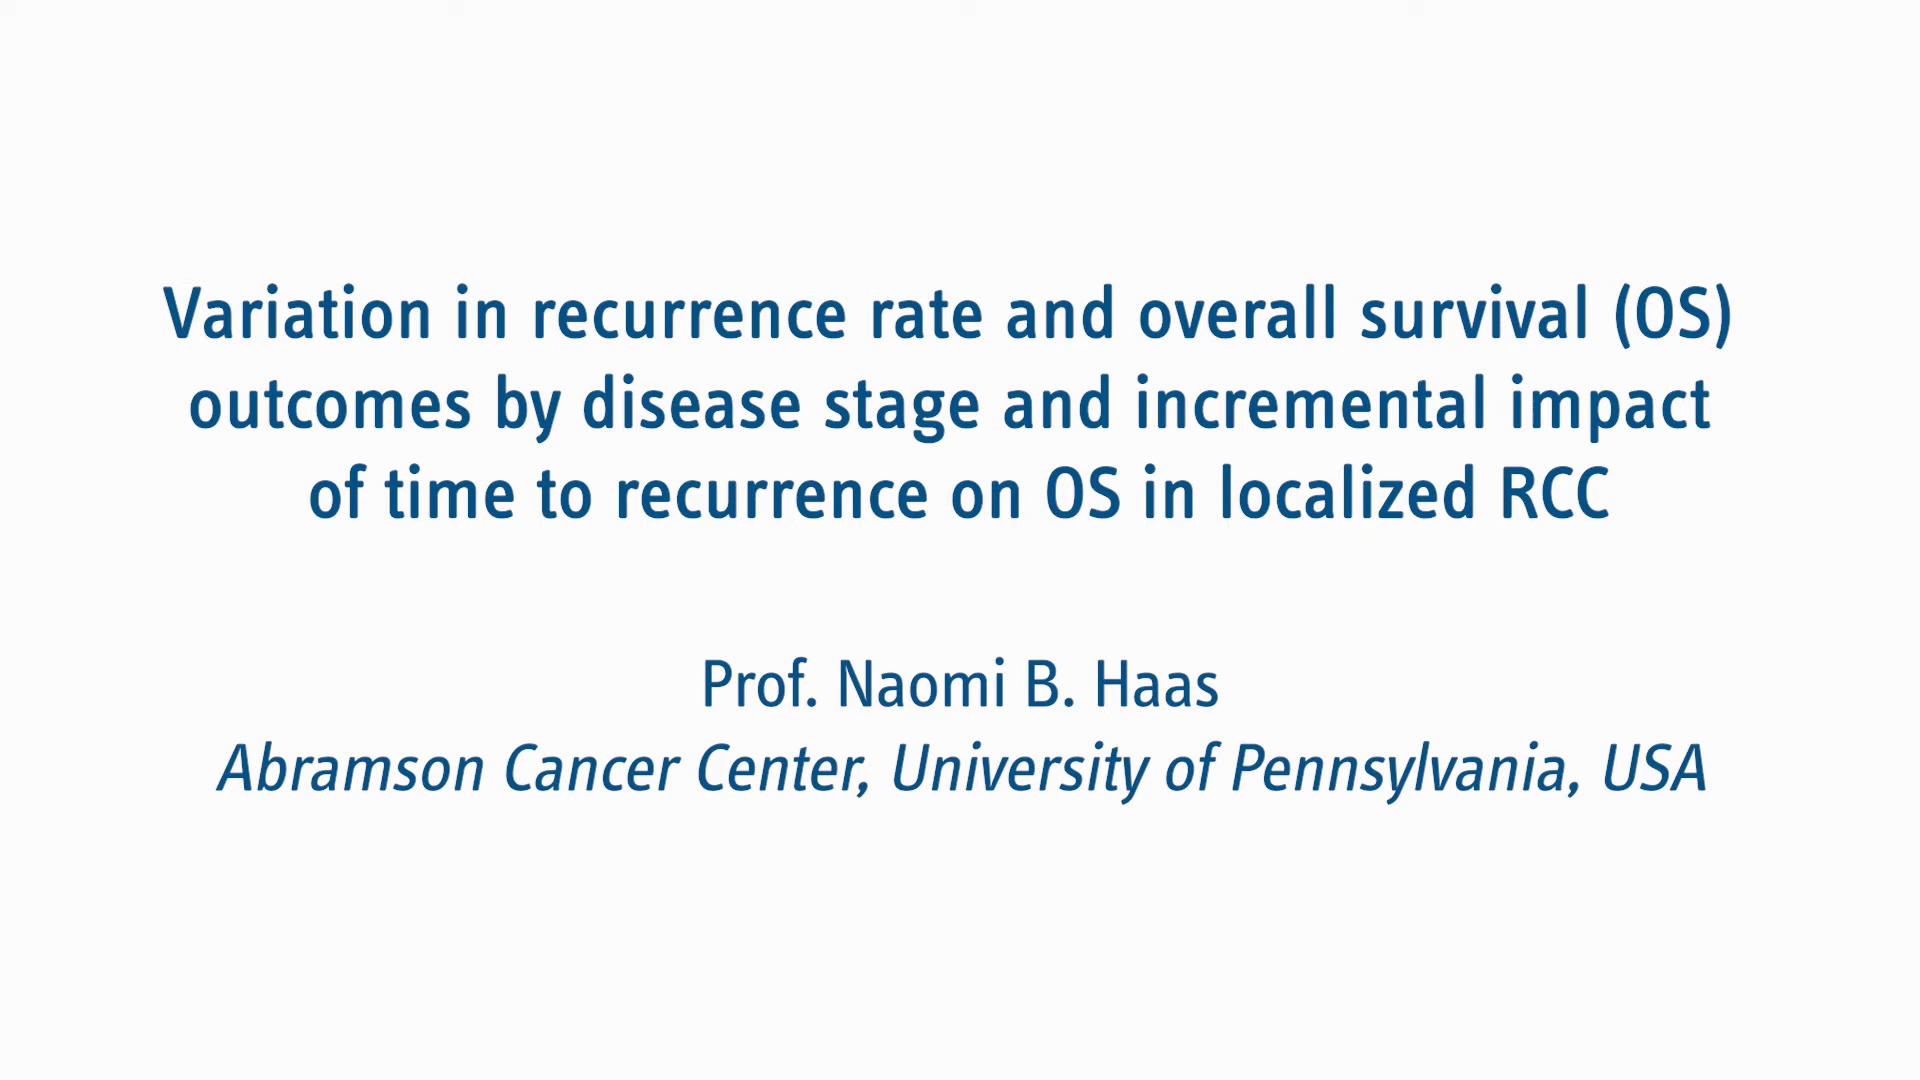 Variation in recurrence rate and overall survival (OS)
outcomes by disease stage and incremental impact
of time to recurrence on OS in localized RCC
Prof. Naomi B. Haas
Abramson Cancer Center, University of Pennsylvania, USA